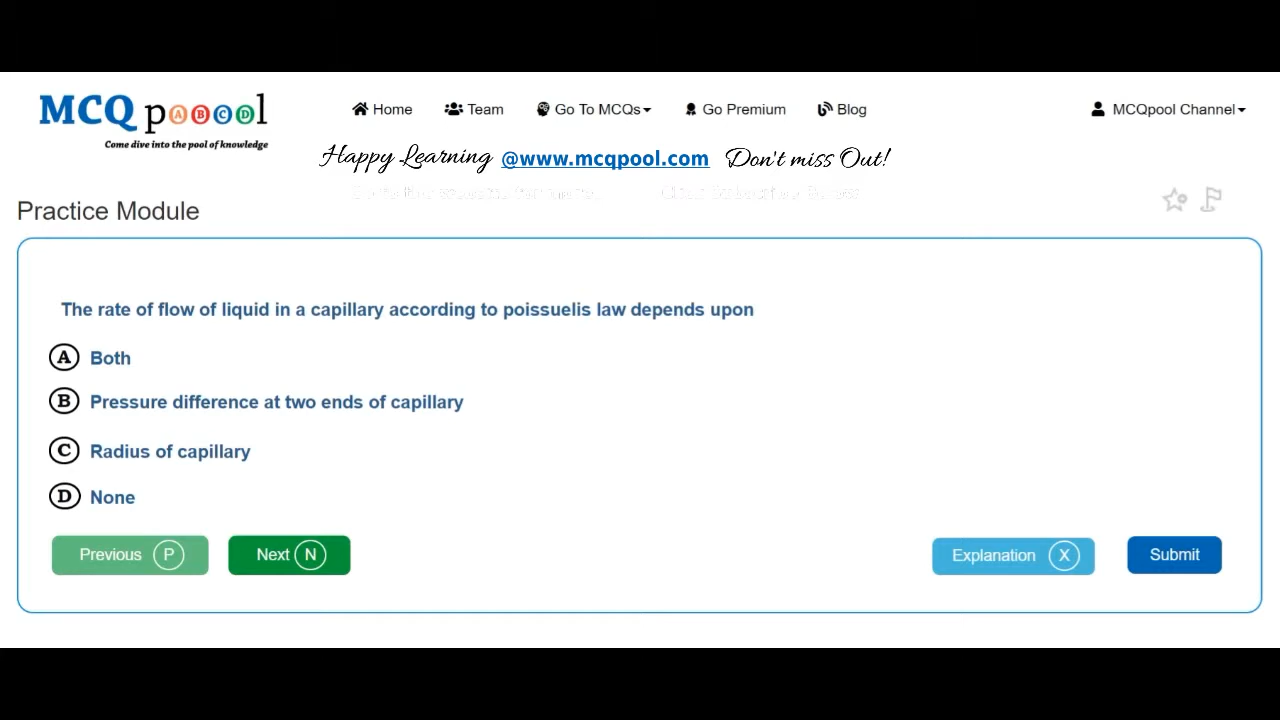 MCQ pooool
Come dive into the pool of knowledge
Home Team Go To MCQs Go Premium Blog MCQpool Channel
Happy Learning @www.mcqpool.com Don't miss Out!
Practice Module
The rate of flow of liquid in a capillary according to poissuelis law depends upon
A Both
B Pressure difference at two ends of capillary
C Radius of capillary
D None
Previous P Next N Explanation X Submit